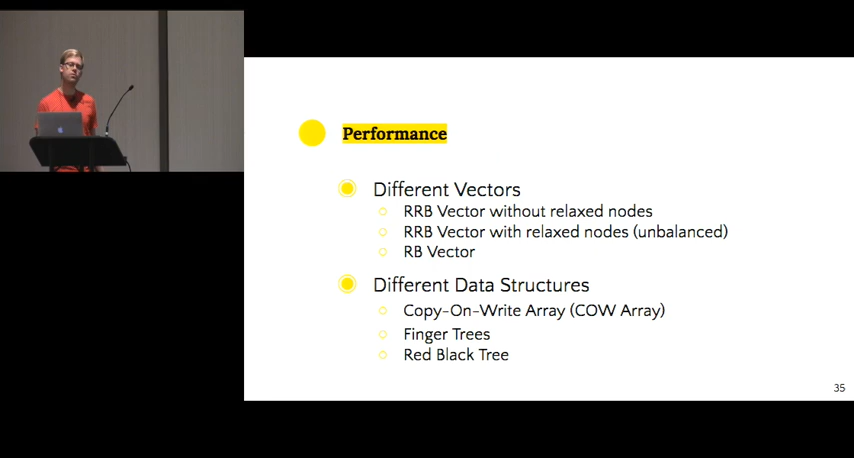 Performance
Different Vectors
RRB Vector without relaxed nodes
RRB Vector with relaxed nodes (unbalanced)
RB Vector
Different Data Structures
Copy-On-Write Array (COW Array)
Finger Trees
Red Black Tree
35